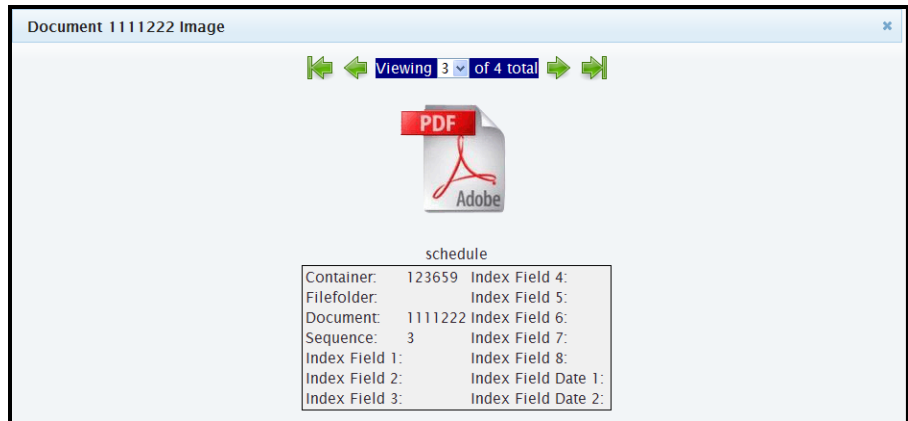 Document 1111222 Image
Viewing 3 of 4 total
PDF
Adobe
schedule
Container: 123659 Index Field 4:
Filefolder: Index Field 5:
Document: 1111222 Index Field 6:
Sequence: 3 Index Field 7:
Index Field 1: Index Field 8:
Index Field 2: Index Field Date 1:
Index Field 3: Index Field Date 2: